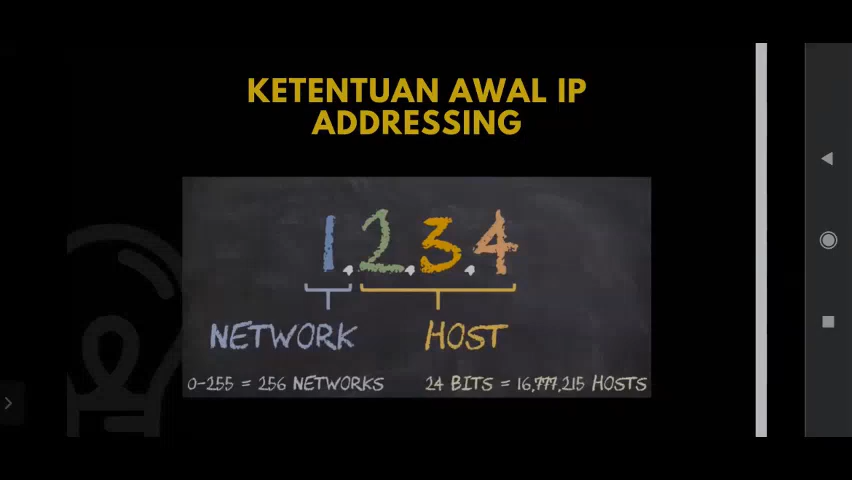 KETENTUAN AWAL IP
ADDRESSING
1.2.3.4
NETWORK HOST
0-255 = 256 NETWORKS 24 BITS = 16,777,215 HOSTS